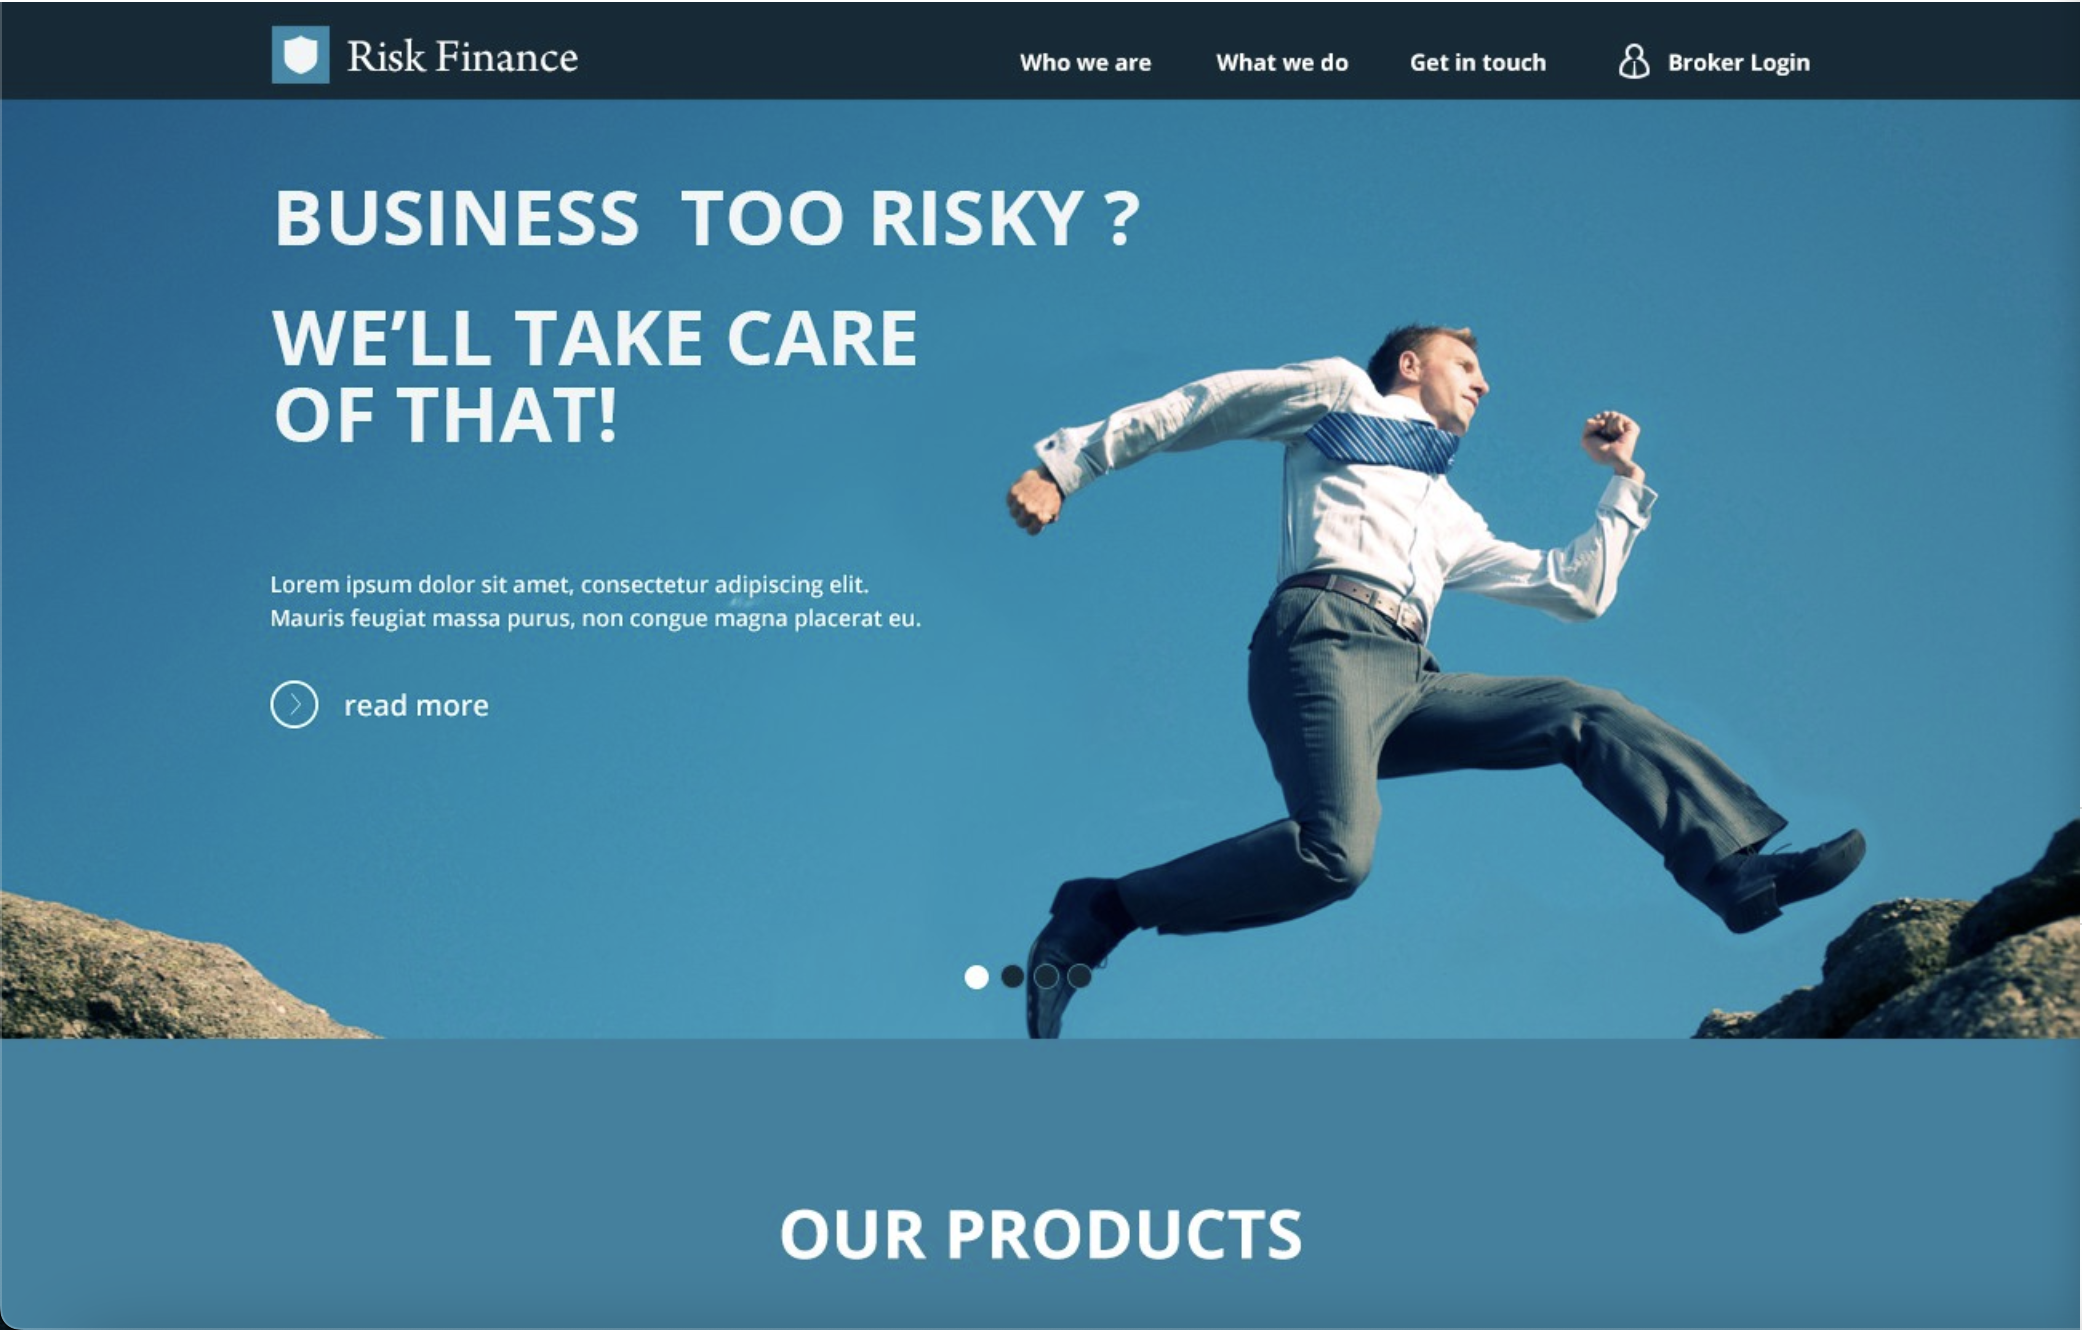 Risk Finance
Who we are
What we do
Get in touch
Broker Login
BUSINESS  TOO RISKY ?
WE’LL TAKE CARE
OF THAT!
Lorem ipsum dolor sit amet, consectetur adipiscing elit.
Mauris feugiat massa purus, non congue magna placerat eu.
read more
OUR PRODUCTS